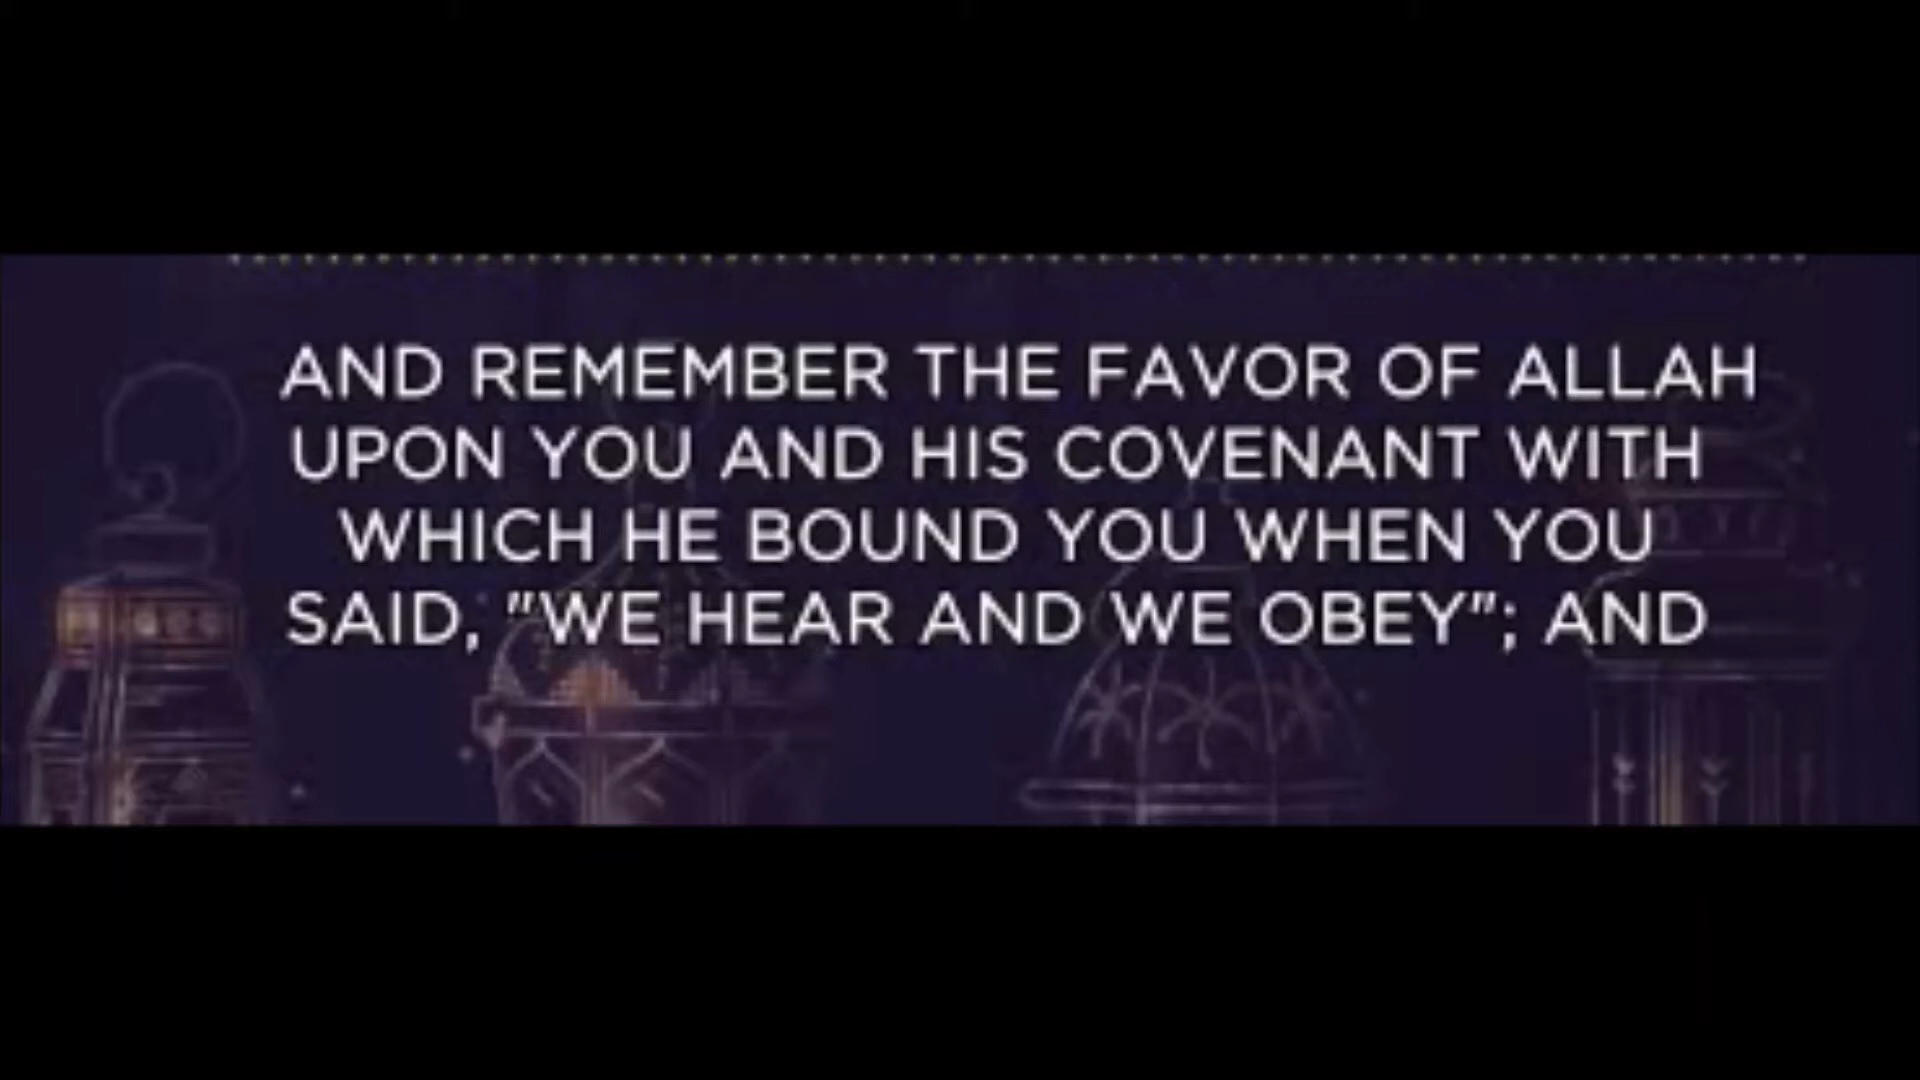 AND REMEMBER THE FAVOR OF ALLAH
UPON YOU AND HIS COVENANT WITH
WHICH HE BOUND YOU WHEN YOU
SAID, "WE HEAR AND WE OBEY"; AND